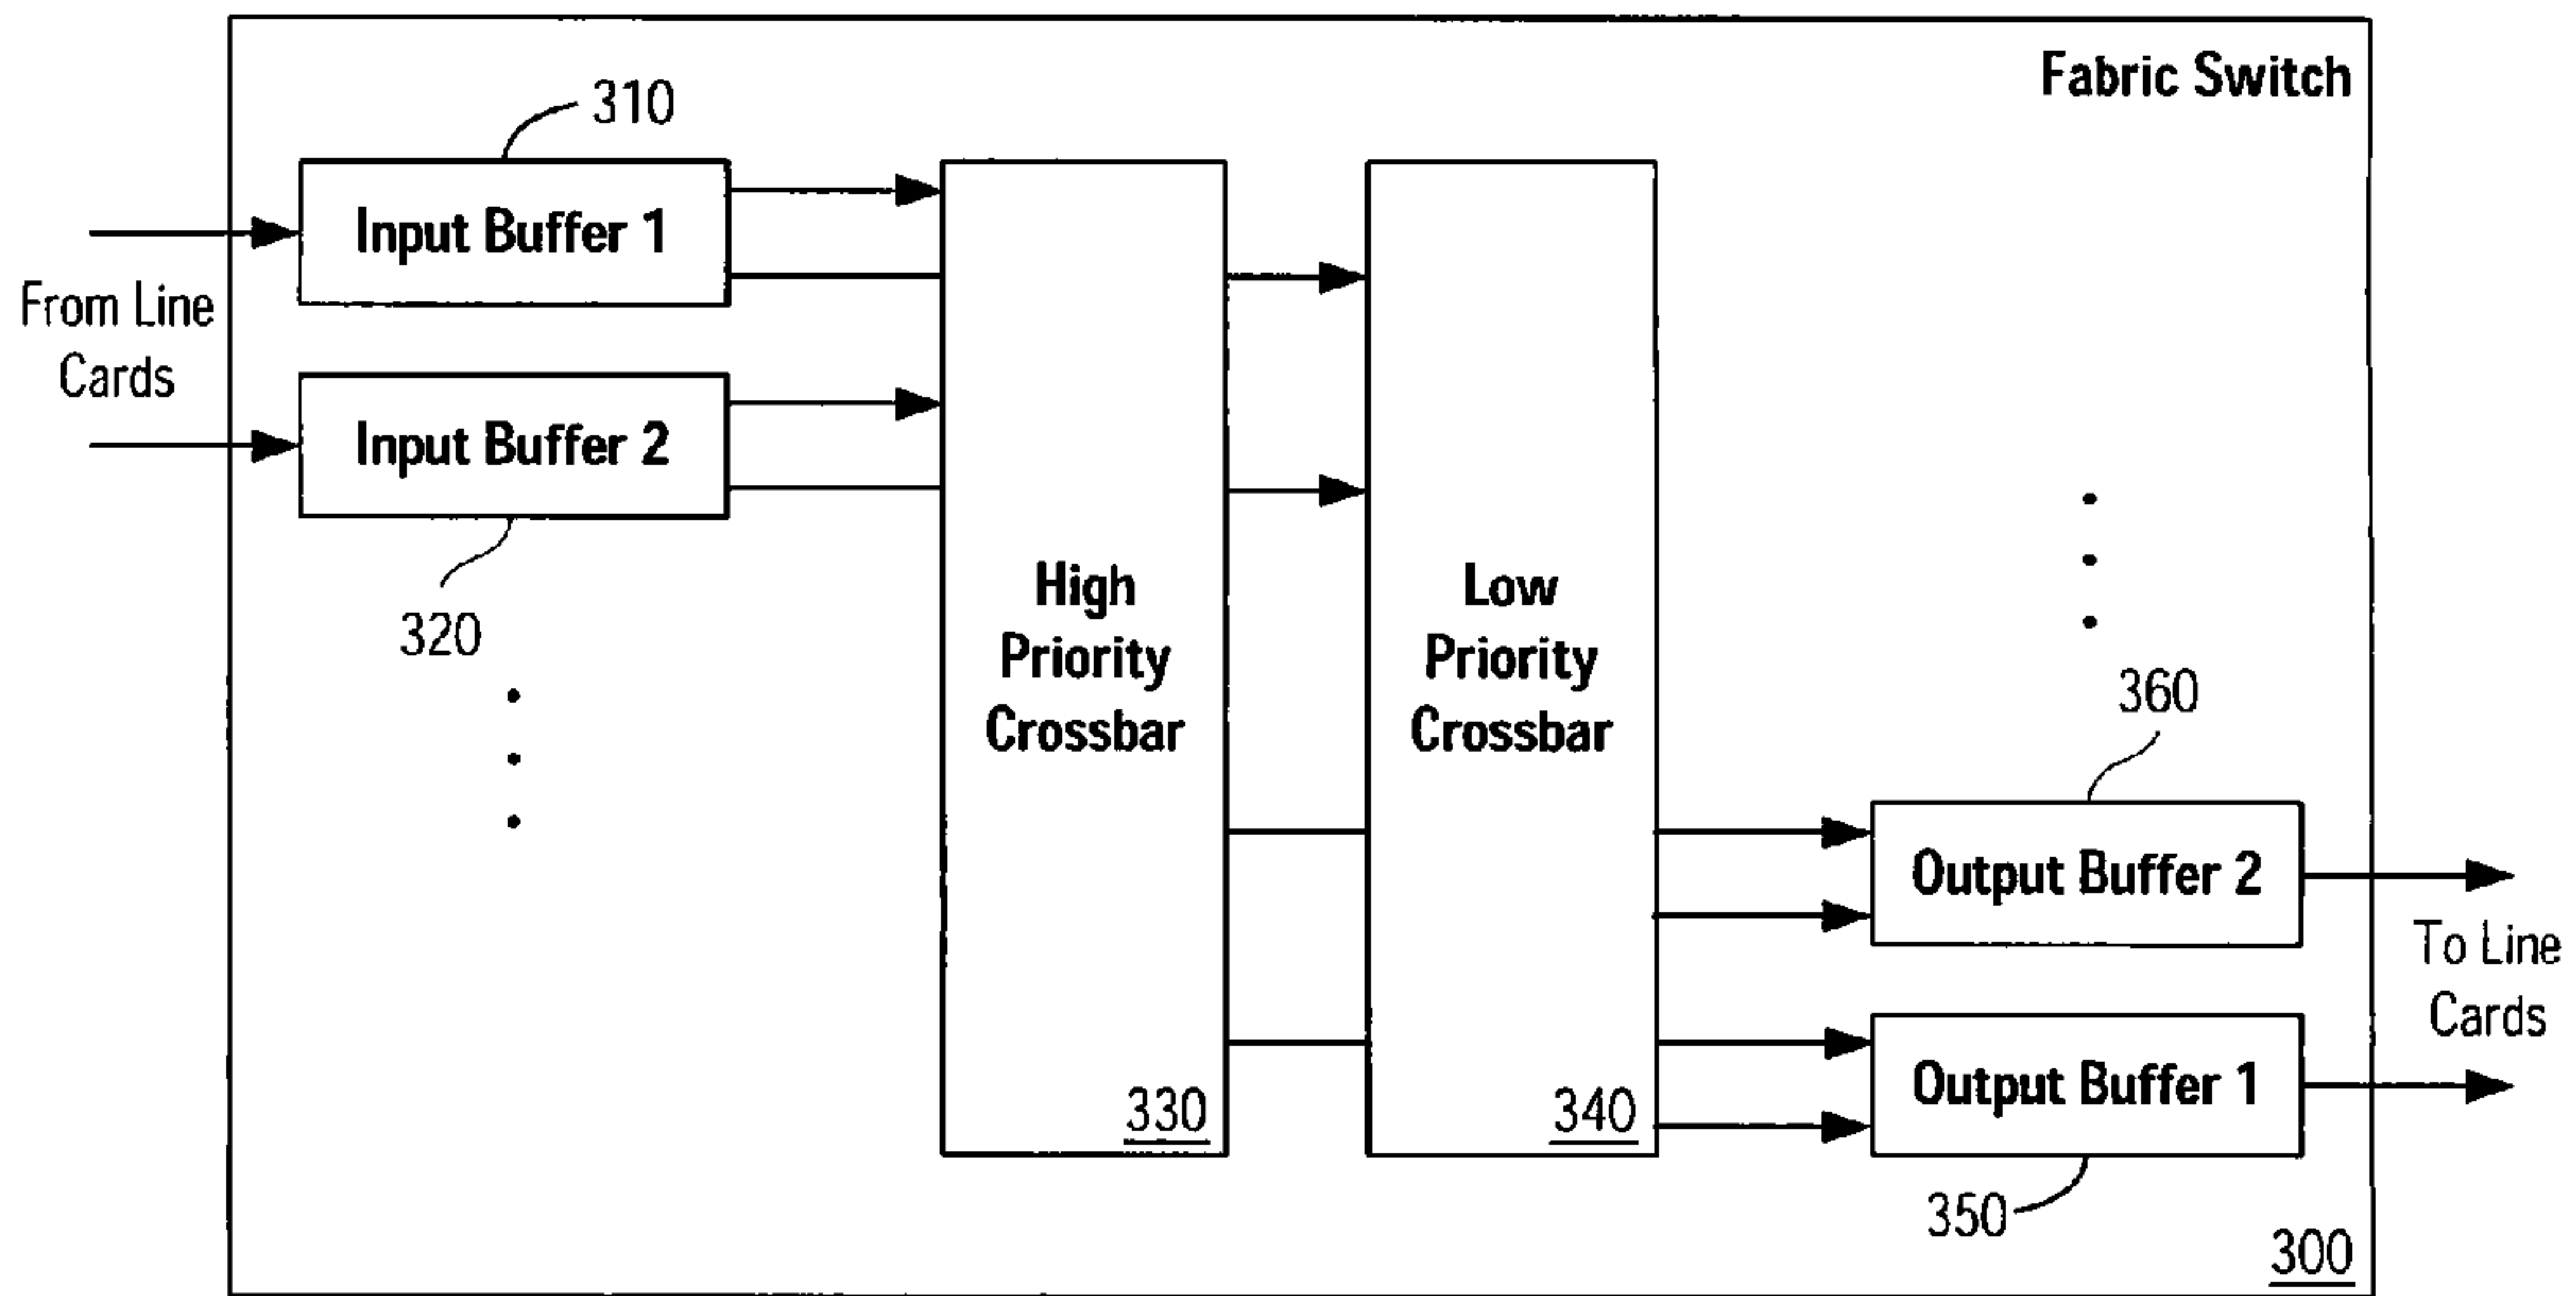 Fabric Switch
310
Input Buffer 1
From Line
Cards
Input Buffer 2
320
High
Priority
Crossbar
330
Low
Priority
Crossbar
340
360
Output Buffer 2
To Line
Cards
Output Buffer 1
350
300